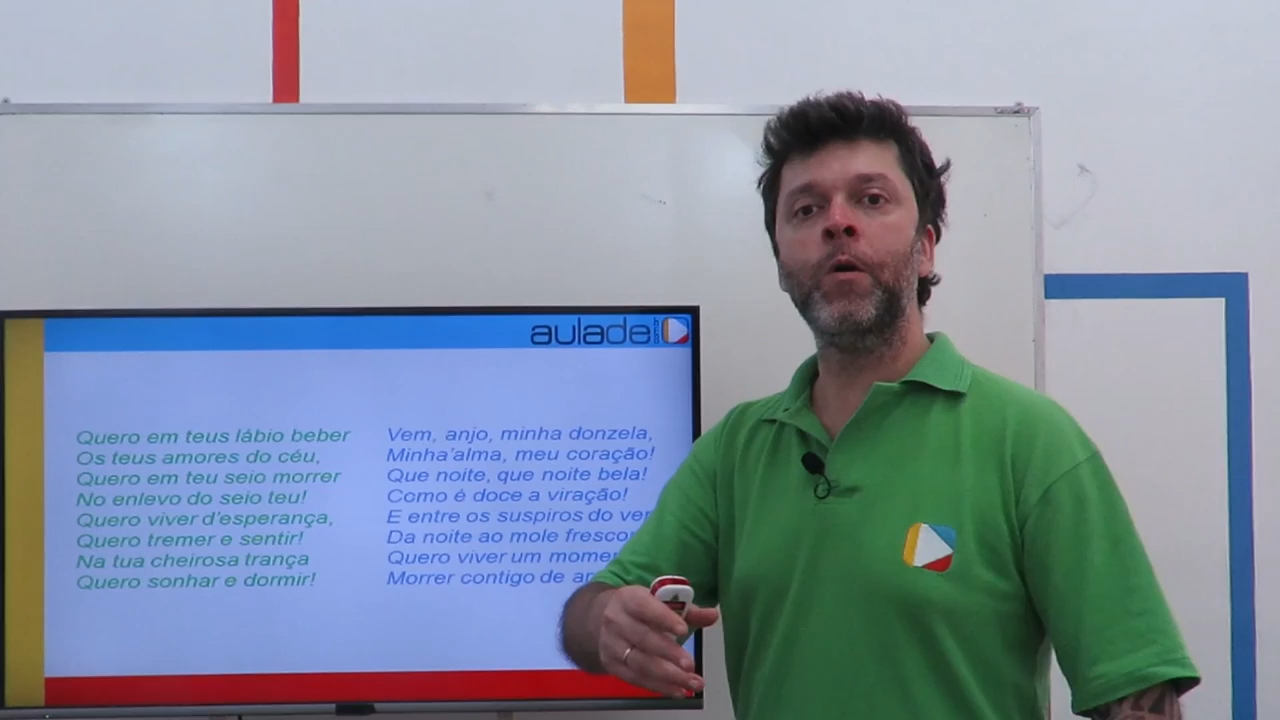 aulade
Quero em teus lábio beber
Os teus amores do céu,
Quero em teu seio morrer
No enlevo do seio teu!
Quero viver d'esperança,
Quero tremer e sentir!
Na tua cheirosa trança
Quero sonhar e dormir!
Vem, anjo, minha donzela,
Minha'alma, meu coração!
Que noite, que noite bela!
Como é doce a viração!
E entre os suspiros do
Da noite ao mole
Quero viver um
Morrer contigo de